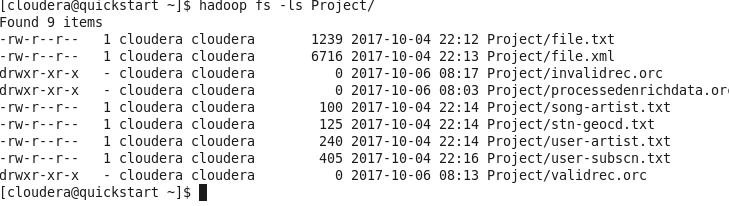 [cloudera@quickstart ~]$ hadoop fs -ls Project/
Found 9 items
-rw-r--r--   1 cloudera cloudera       1239 2017-10-04 22:12 Project/file.txt
-rw-r--r--   1 cloudera cloudera       6716 2017-10-04 22:13 Project/file.xml
drwxr-xr-x   - cloudera cloudera          0 2017-10-06 08:17 Project/invalidrec.orc
drwxr-xr-x   - cloudera cloudera          0 2017-10-06 08:03 Project/processedenrichdata.orc
-rw-r--r--   1 cloudera cloudera        100 2017-10-04 22:14 Project/song-artist.txt
-rw-r--r--   1 cloudera cloudera        125 2017-10-04 22:14 Project/stn-geocd.txt
-rw-r--r--   1 cloudera cloudera        240 2017-10-04 22:14 Project/user-artist.txt
-rw-r--r--   1 cloudera cloudera        405 2017-10-04 22:16 Project/user-subscn.txt
drwxr-xr-x   - cloudera cloudera          0 2017-10-06 08:13 Project/validrec.orc
[cloudera@quickstart ~]$